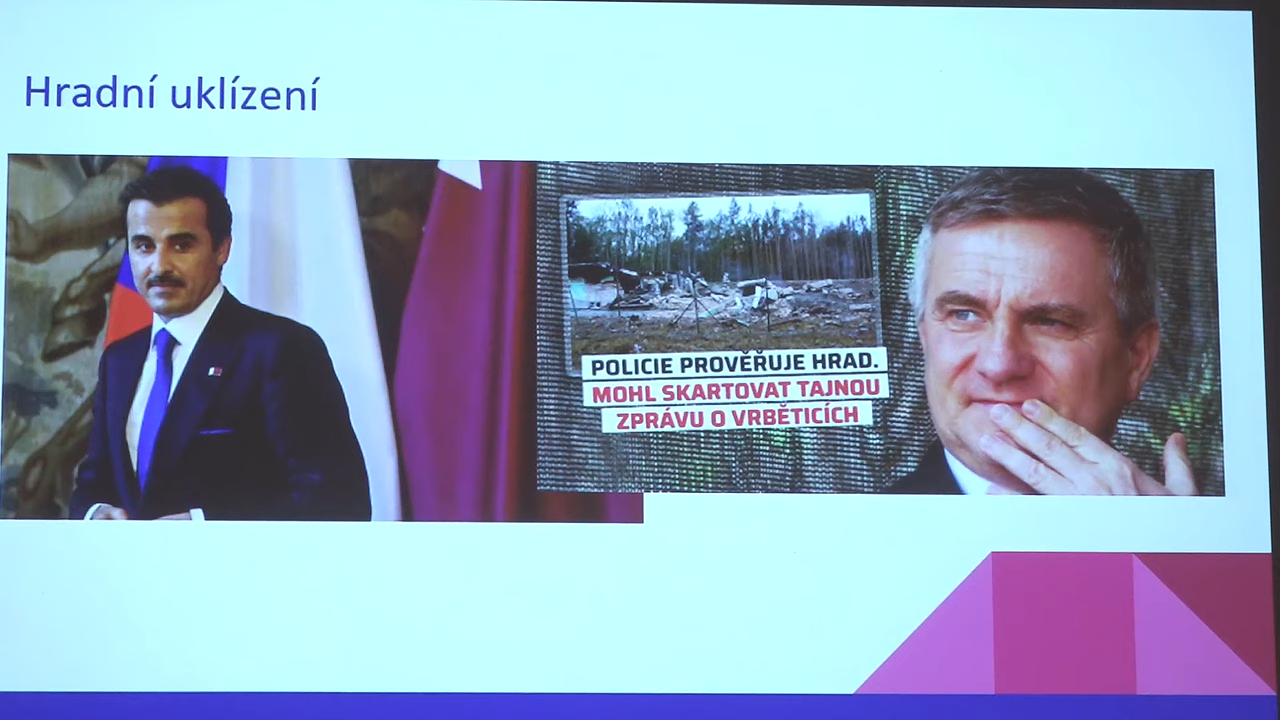 Hradní uklízení
POLICIE PROVĚŘUJE HRAD.
MOHL SKARTOVAT TAJNOU
ZPRÁVU O VRBĚTICÍCH